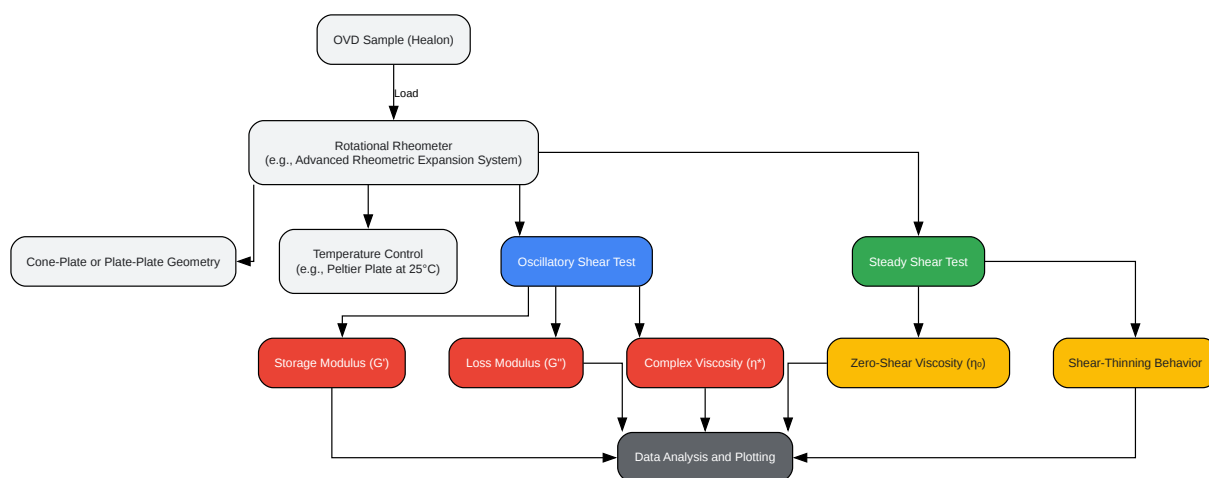 OVD Sample (Healon)
Load
Rotational Rheometer
(e.g., Advanced Rheometric Expansion System)
Cone-Plate or Plate-Plate Geometry
Temperature Control
(e.g., Peltier Plate at 25°C)
Oscillatory Shear Test
Steady Shear Test
Storage Modulus (G')
Loss Modulus (G'')
Complex Viscosity (η*)
Zero-Shear Viscosity (η₀)
Shear-Thinning Behavior
Data Analysis and Plotting